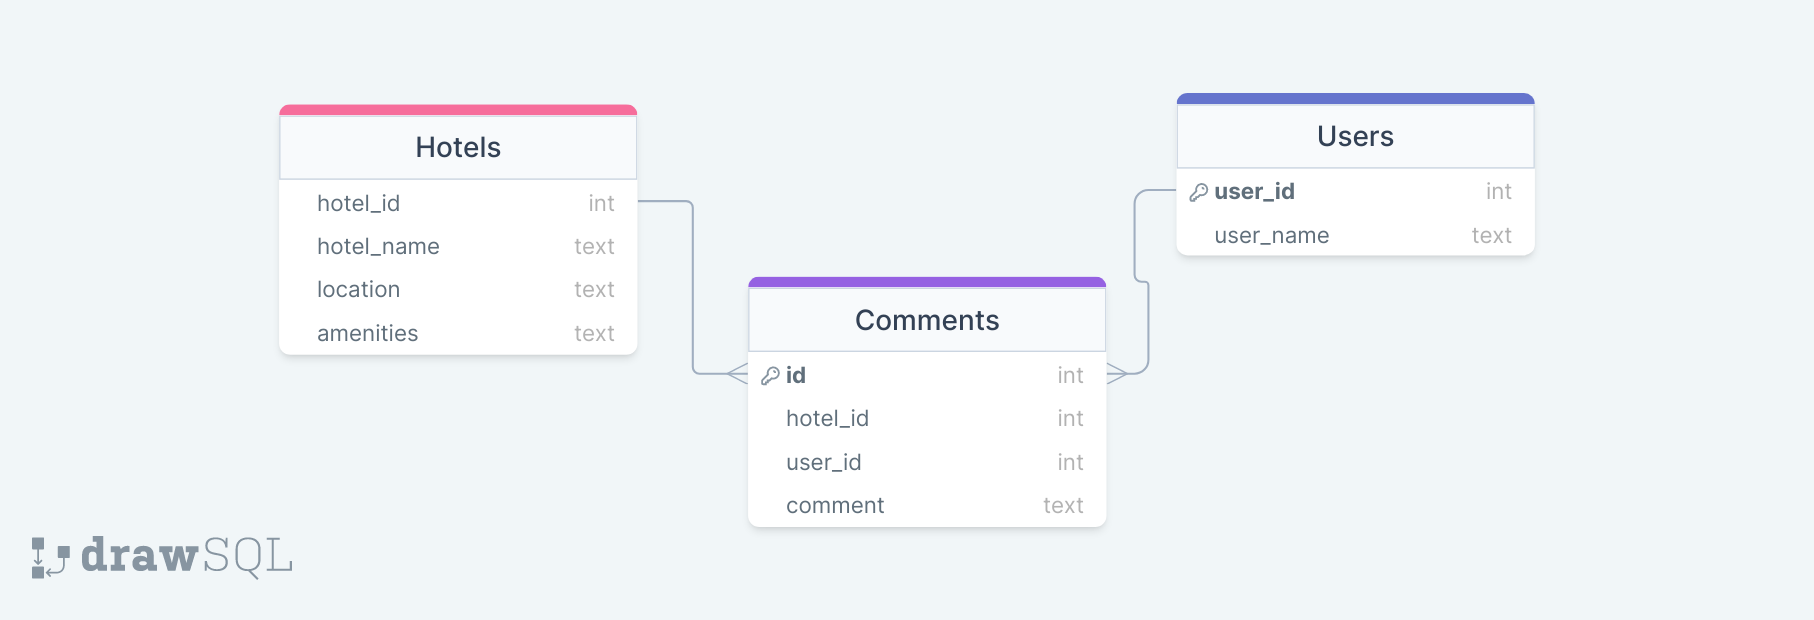 Hotels
hotel_id int
hotel_name text
location text
amenities text
Users
user_id int
user_name text
Comments
id int
hotel_id int
user_id int
comment text
drawSQL